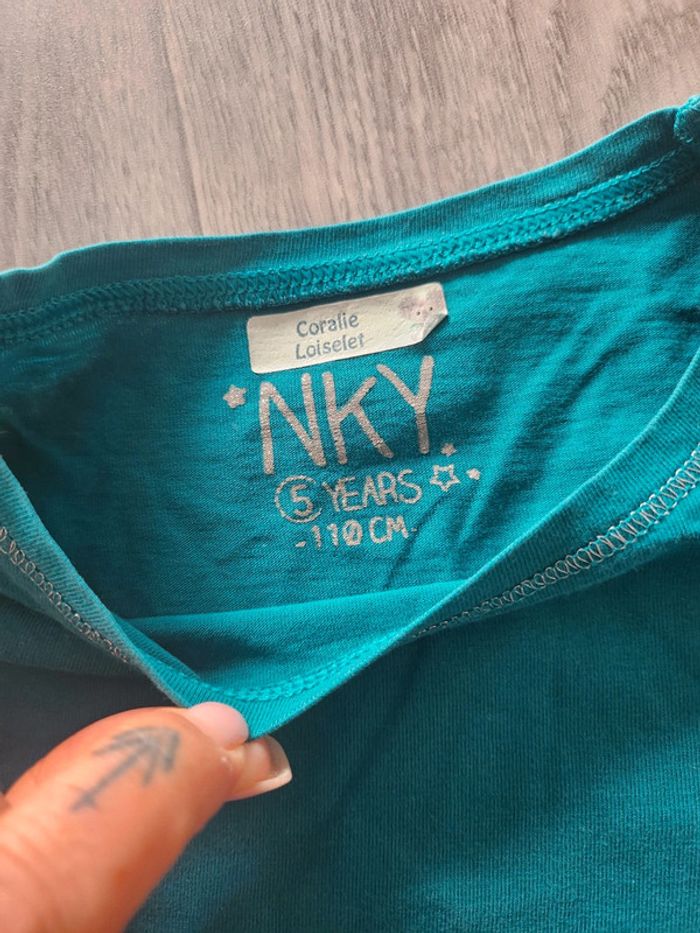 Coralie
Loiselet
NKY
5 YEARS
-110 CM-